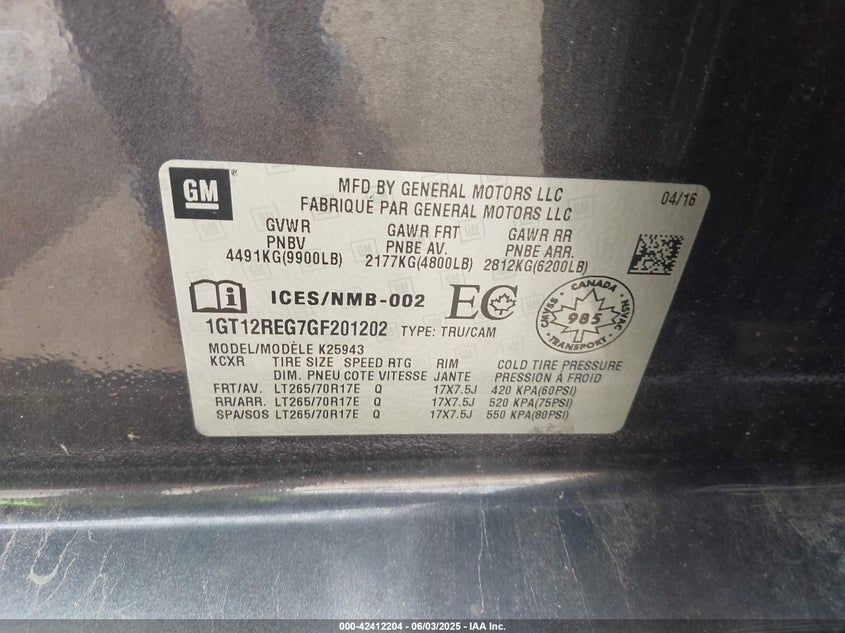 GM
MFD BY GENERAL MOTORS LLC
FABRIQUÉ PAR GENERAL MOTORS LLC
04/16
GVWR GAWR FRT GAWR RR
PNBV PNBE AV. PNBE ARR.
4491KG(9900LB) 2177KG(4800LB) 2812KG(6200LB)
ICES/NMB-002 EC
CANADA
CMVSS 985 NSVAC
TRANSPORT
1GT12REG7GF201202 TYPE: TRU/CAM
MODEL/MODÈLE K25943
KCXR TIRE SIZE SPEED RTG RIM COLD TIRE PRESSURE
DIM. PNEU COTE VITESSE JANTE PRESSION À FROID
FRT/AV. LT265/70R17E Q 17X7.5J 420 KPA(60PSI)
RR/ARR. LT265/70R17E Q 17X7.5J 520 KPA(75PSI)
SPA/SOS LT265/70R17E Q 17X7.5J 550 KPA(80PSI)
000-42412204 - 06/03/2025 - IAA Inc.